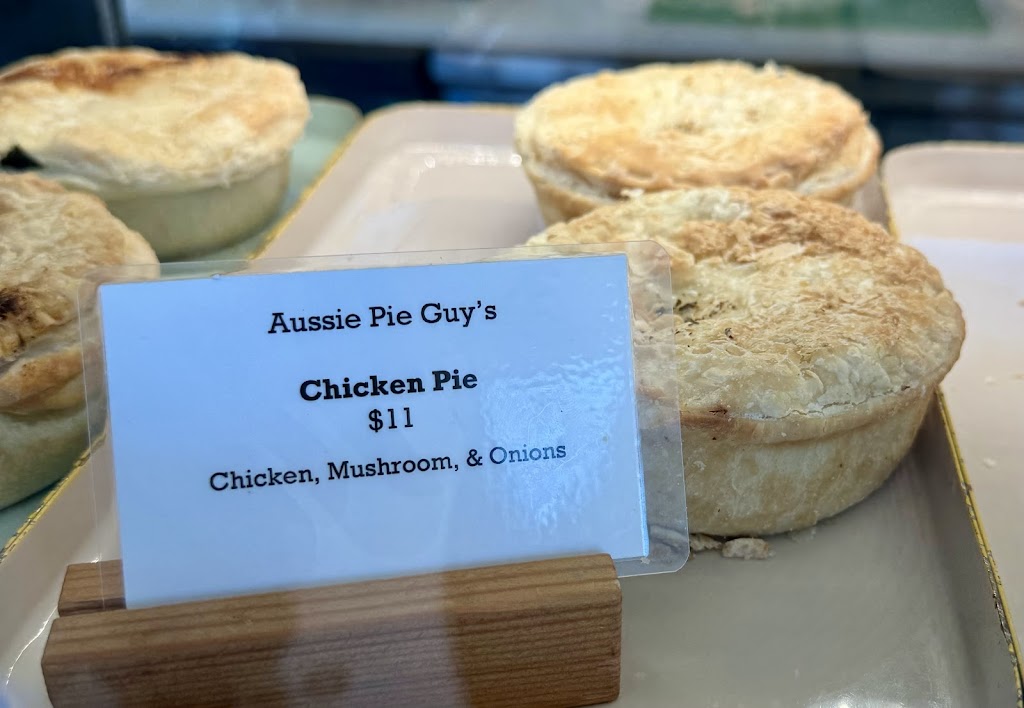 Aussie Pie Guy's
Chicken Pie
$11
Chicken, Mushroom, & Onions